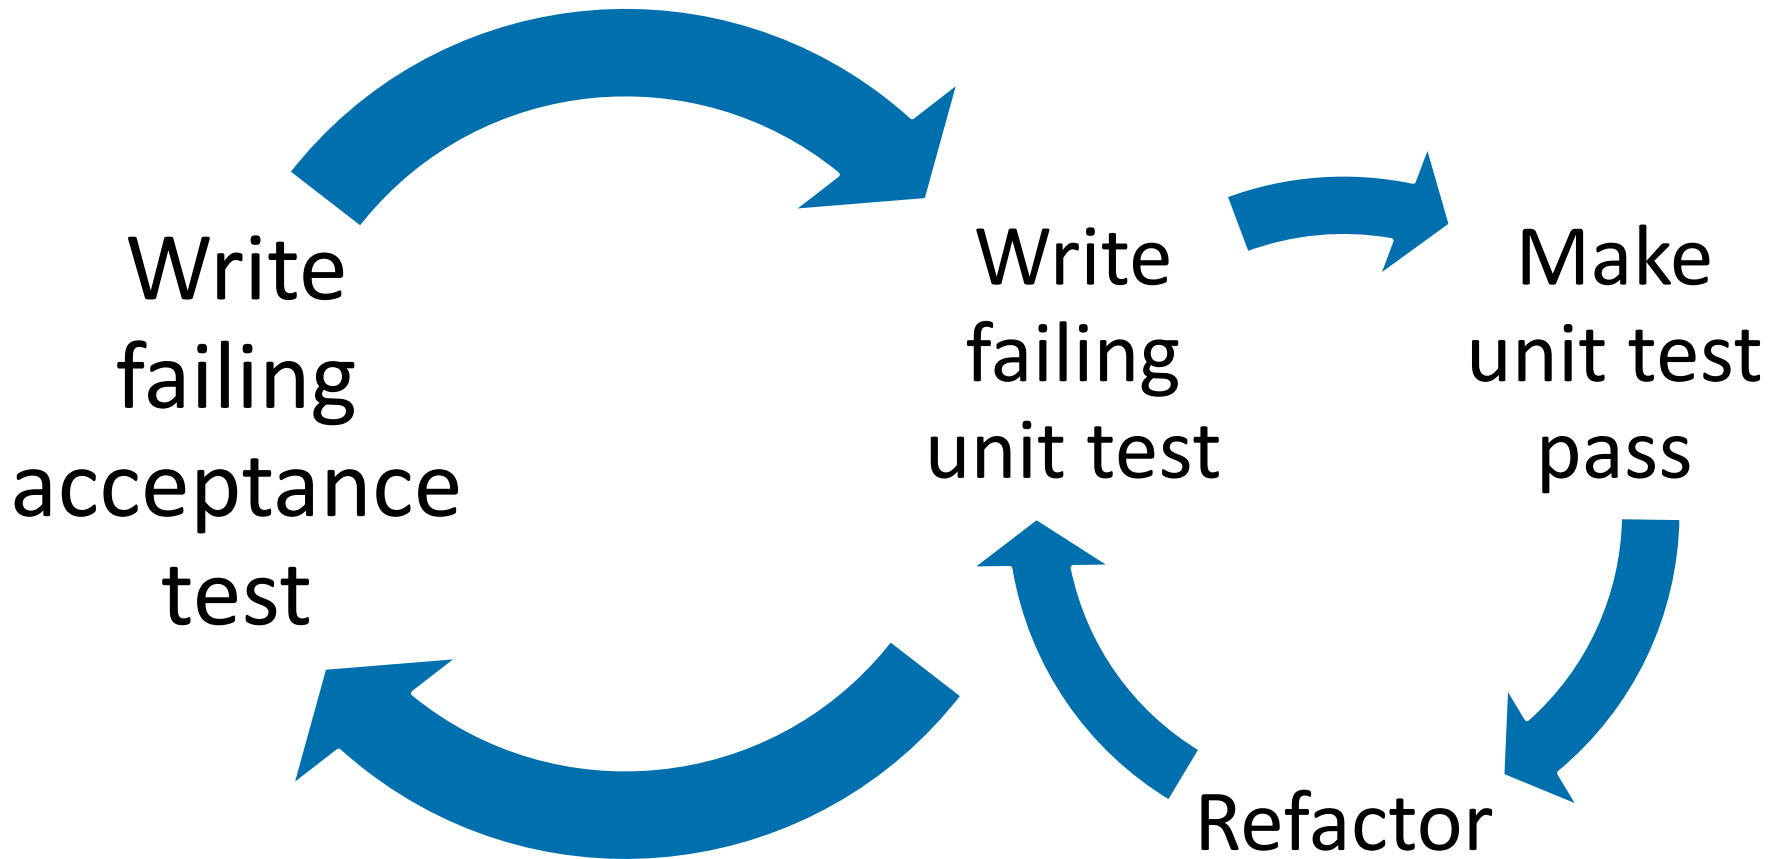 Write
failing
acceptance
test
Write
failing
unit test
Make
unit test
pass
Refactor